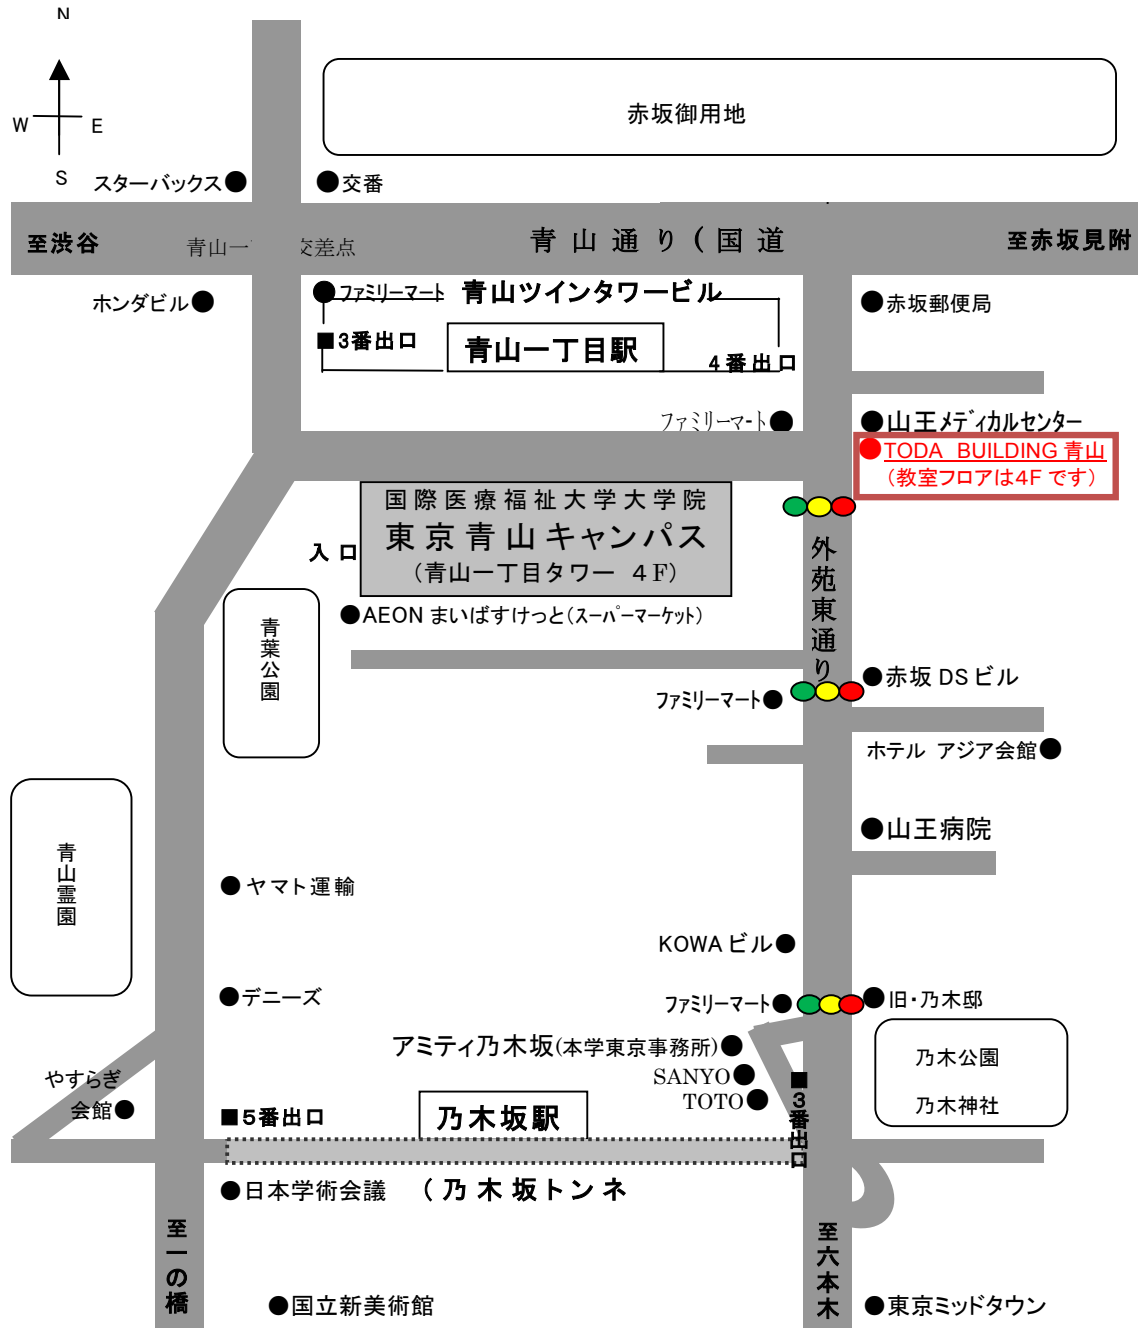 N
W
E
S
赤坂御用地
スターバックス
交番
至渋谷
青山一
交差点
青山通り(国道
至赤坂見附
ホンダビル
ファミリーマート
青山ツインタワービル
赤坂郵便局
■3番出口
青山一丁目駅
4番出口
ファミリーマート
山王メディカルセンター
TODA BUILDING 青山
(教室フロアは4F です)
国際医療福祉大学大学院
東京青山キャンパス
(青山一丁目タワー 4F)
入口
外苑東通り
AEON まいばすけっと(スーパーマーケット)
青葉公園
赤坂 DS ビル
ファミリーマート
ホテル アジア会館
山王病院
青山霊園
ヤマト運輸
KOWA ビル
デニーズ
ファミリーマート
旧・乃木邸
アミティ乃木坂(本学東京事務所)
SANYO
TOTO
乃木公園
乃木神社
やすらぎ
会館
■5番出口
乃木坂駅
■3番出口
日本学術会議
(乃木坂トンネ
至一の橋
至六本木
国立新美術館
東京ミッドタウン